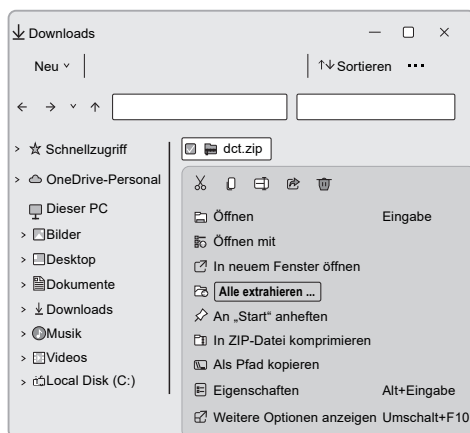 Downloads
Neu
Sortieren
Schnellzugriff
OneDrive-Personal
Dieser PC
Bilder
Desktop
Dokumente
Downloads
Musik
Videos
Local Disk (C:)
dct.zip
Öffnen Eingabe
Öffnen mit
In neuem Fenster öffnen
Alle extrahieren ...
An „Start“ anheften
In ZIP-Datei komprimieren
Als Pfad kopieren
Eigenschaften Alt+Eingabe
Weitere Optionen anzeigen Umschalt+F10